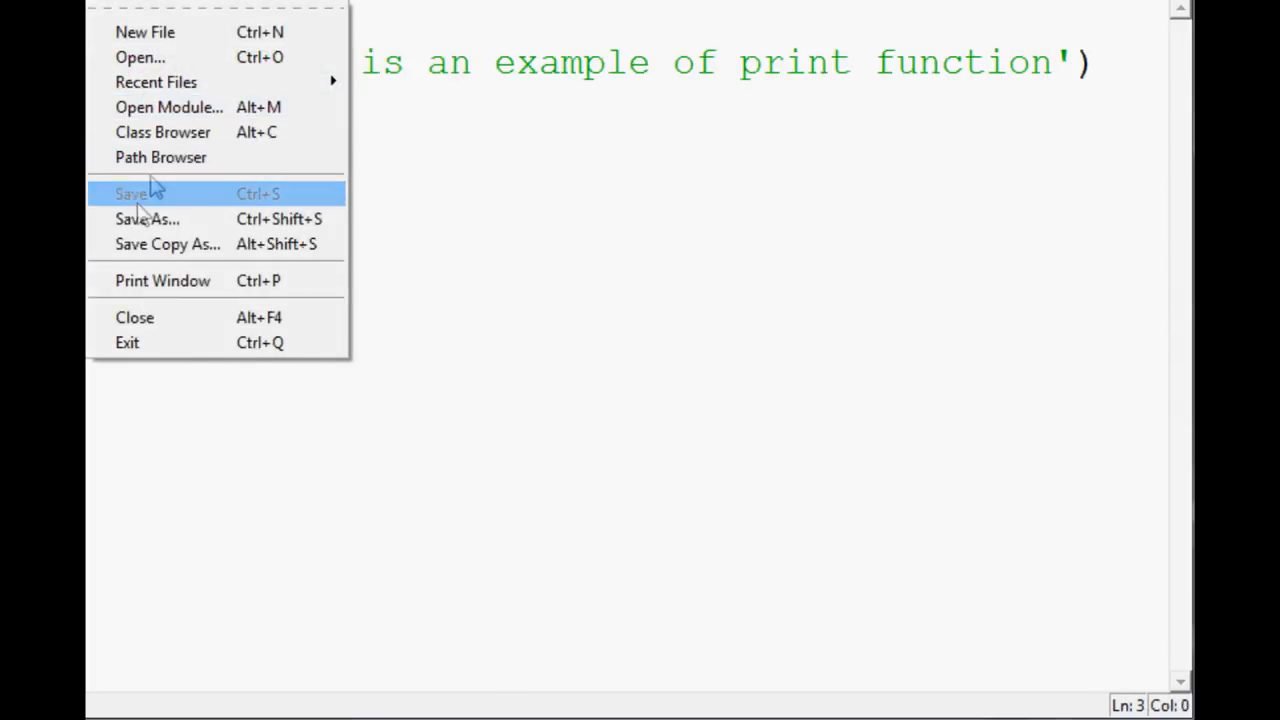 New File Ctrl+N
is an example of print function')
Open... Ctrl+O
Recent Files
Open Module... Alt+M
Class Browser Alt+C
Path Browser
Save Ctrl+S
Save As... Ctrl+Shift+S
Save Copy As... Alt+Shift+S
Print Window Ctrl+P
Close Alt+F4
Exit Ctrl+Q
Ln: 3 Col: 0